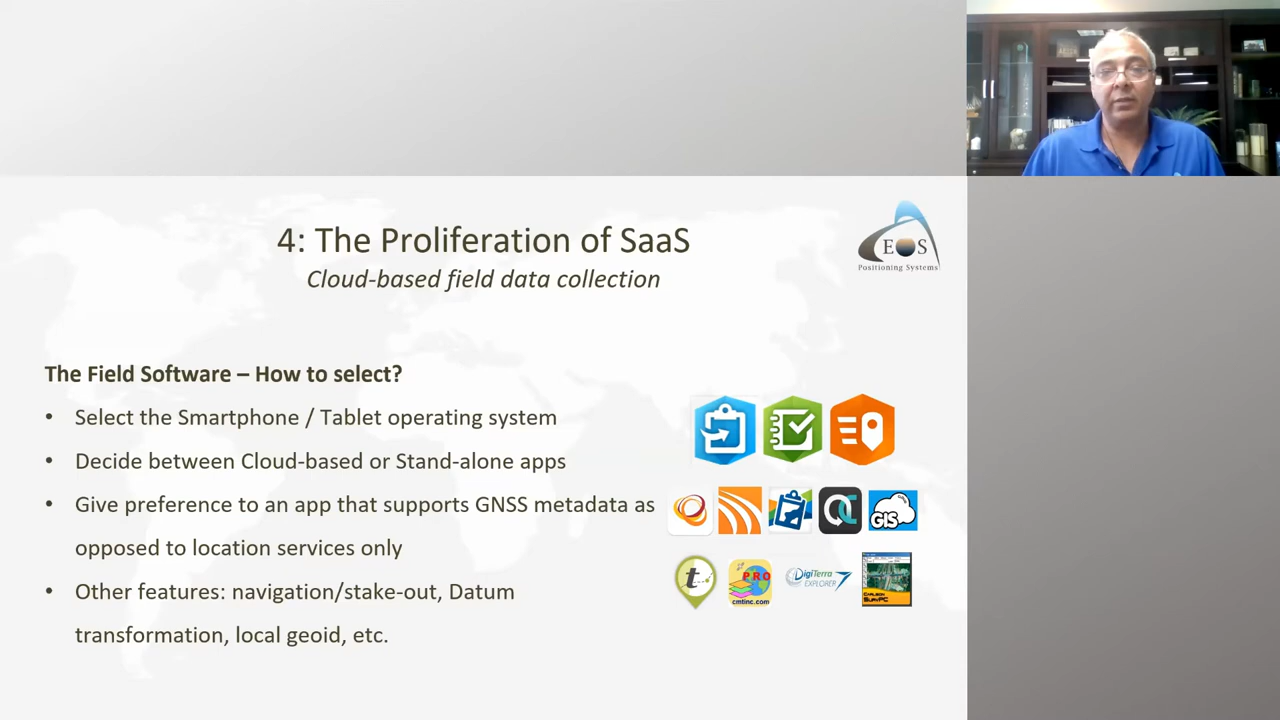 4: The Proliferation of SaaS
Cloud-based field data collection
EOS
Positioning Systems
The Field Software – How to select?
• Select the Smartphone / Tablet operating system
• Decide between Cloud-based or Stand-alone apps
• Give preference to an app that supports GNSS metadata as
opposed to location services only
• Other features: navigation/stake-out, Datum
transformation, local geoid, etc.
GIS
t
PRO
cmtinc.com
DigiTerra
EXPLORER
CARLSON
SURVPC